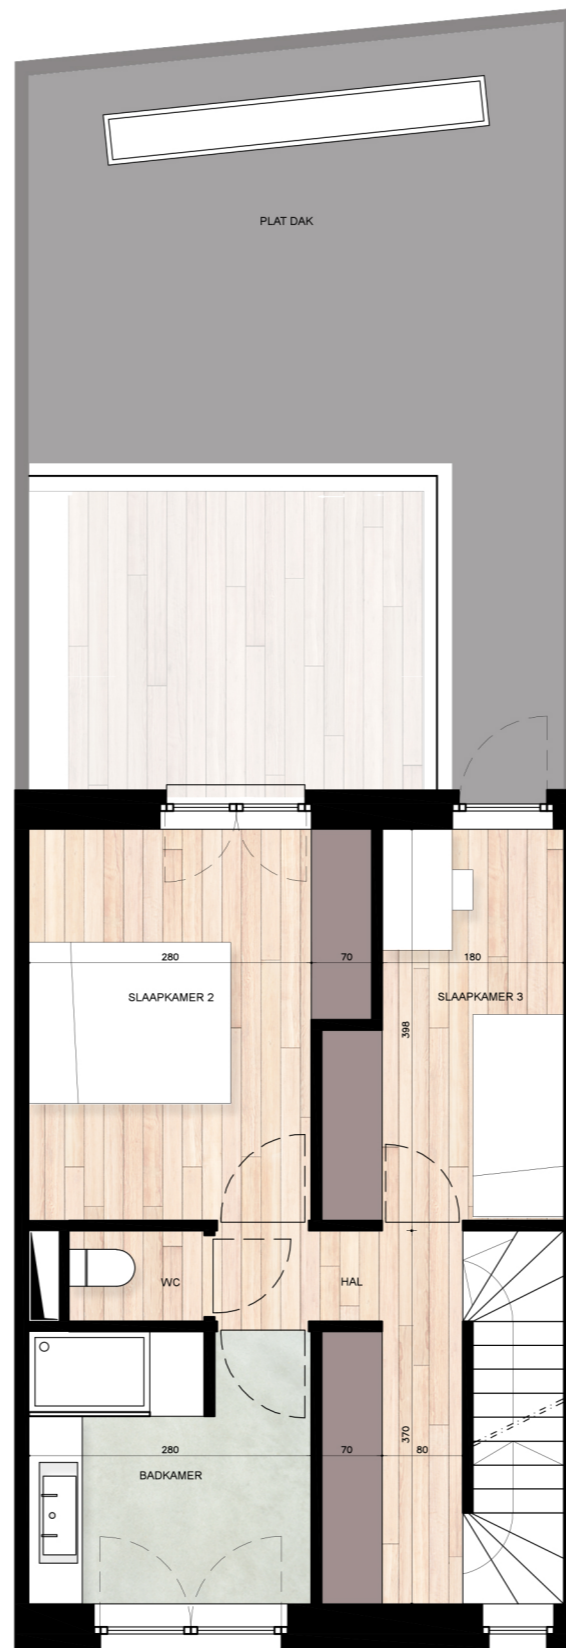 PLAT DAK
280
70
180
SLAAPKAMER 2
SLAAPKAMER 3
398
WC
HAL
370
280
70
80
BADKAMER